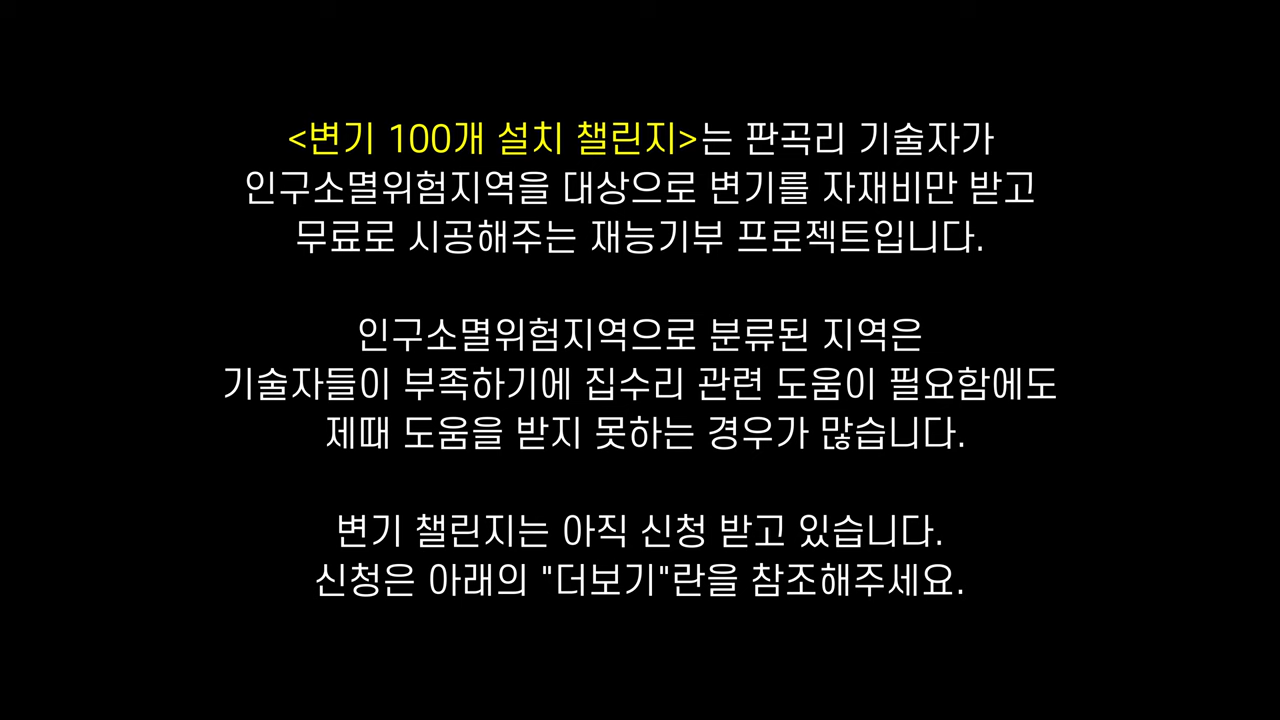 <변기 100개 설치 챌린지>는 판곡리 기술자가
인구소멸위험지역을 대상으로 변기를 자재비만 받고
무료로 시공해주는 재능기부 프로젝트입니다.
인구소멸위험지역으로 분류된 지역은
기술자들이 부족하기에 집수리 관련 도움이 필요함에도
제때 도움을 받지 못하는 경우가 많습니다.
변기 챌린지는 아직 신청 받고 있습니다.
신청은 아래의 "더보기"란을 참조해주세요.